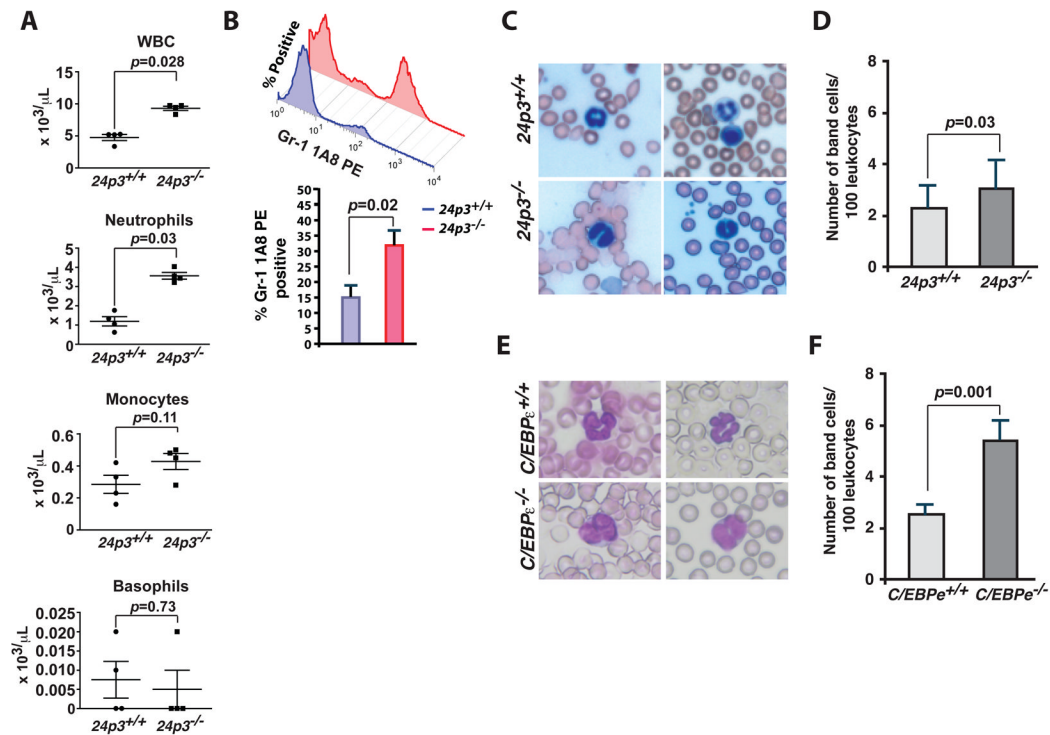 A
WBC
p=0.028
15
10
5
0
x 10³/µL
24p3+/+ 24p3-/-
Neutrophils
p=0.03
5
4
3
2
1
0
x 10³/µL
24p3+/+ 24p3-/-
Monocytes
p=0.11
0.6
0.4
0.2
0
x 10³/µL
24p3+/+ 24p3-/-
Basophils
p=0.73
0.025
0.020
0.015
0.010
0.005
0
x 10³/µL
24p3+/+ 24p3-/-
B
% Positive
10⁰
10¹
10²
10³
10⁴
Gr-1 1A8 PE
50
45
40
35
30
25
20
15
10
5
0
% Gr-1 1A8 PE
positive
p=0.02
24p3+/+
24p3-/-
C
24p3+/+
24p3-/-
D
Number of band cells/
100 leukocytes
8
6
4
2
0
p=0.03
24p3+/+ 24p3-/-
E
C/EBPε+/+
C/EBPε-/-
F
Number of band cells/
100 leukocytes
8
6
4
2
0
p=0.001
C/EBPe+/+ C/EBPe-/-